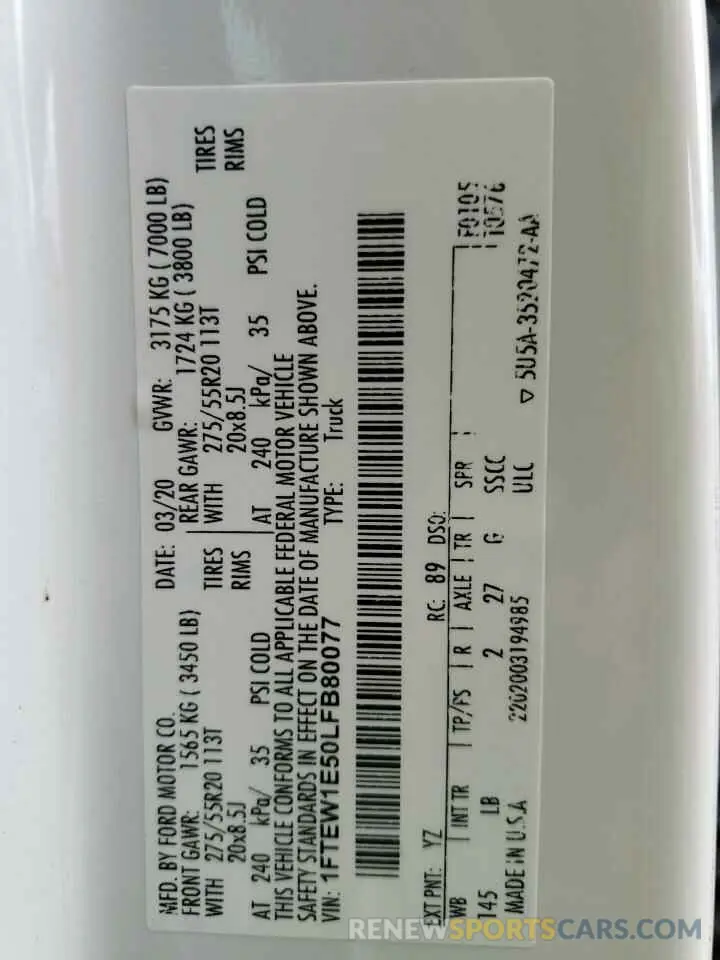 MFD. BY FORD MOTOR CO.
DATE: 03/20 GVWR: 3175 KG ( 7000 LB)
FRONT GAWR: 1565 KG ( 3450 LB)
REAR GAWR: 1724 KG ( 3800 LB)
WITH 275/55R20 113T TIRES
WITH 275/55R20 113T TIRES
20x8.5J RIMS
20x8.5J RIMS
AT 240 kPa/ 35 PSI COLD
AT 240 kPa/ 35 PSI COLD
THIS VEHICLE CONFORMS TO ALL APPLICABLE FEDERAL MOTOR VEHICLE
SAFETY STANDARDS IN EFFECT ON THE DATE OF MANUFACTURE SHOWN ABOVE.
VIN: 1FTEW1E50LFB80077 TYPE: Truck
EXT PNT: YZ RC: 89 DSO:
F0105
WB INT TR TP/FS R AXLE TR SPR
T0576
145 LB 2 27 G SSCC
MADE IN U.S.A 2202003194985 ULC
▽ 5U5A-3520472-AA
RENEWSPORTSCARS.COM